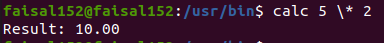 faisal152@faisal152:/usr/bin$ calc 5 \* 2
Result: 10.00